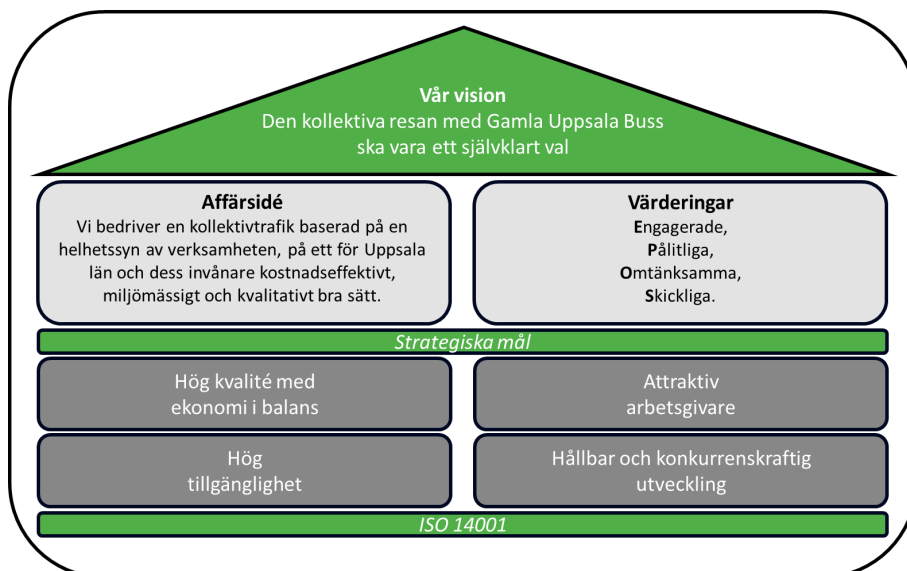 Vår vision
Den kollektiva resan med Gamla Uppsala Buss
ska vara ett självklart val
Affärsidé
Vi bedriver en kollektivtrafik baserad på en
helhetssyn av verksamheten, på ett för Uppsala
län och dess invånare kostnadseffektivt,
miljömässigt och kvalitativt bra sätt.
Värderingar
Engagerade,
Pålitliga,
Omtänksamma,
Skickliga.
Strategiska mål
Hög kvalité med
ekonomi i balans
Attraktiv
arbetsgivare
Hög
tillgänglighet
Hållbar och konkurrenskraftig
utveckling
ISO 14001